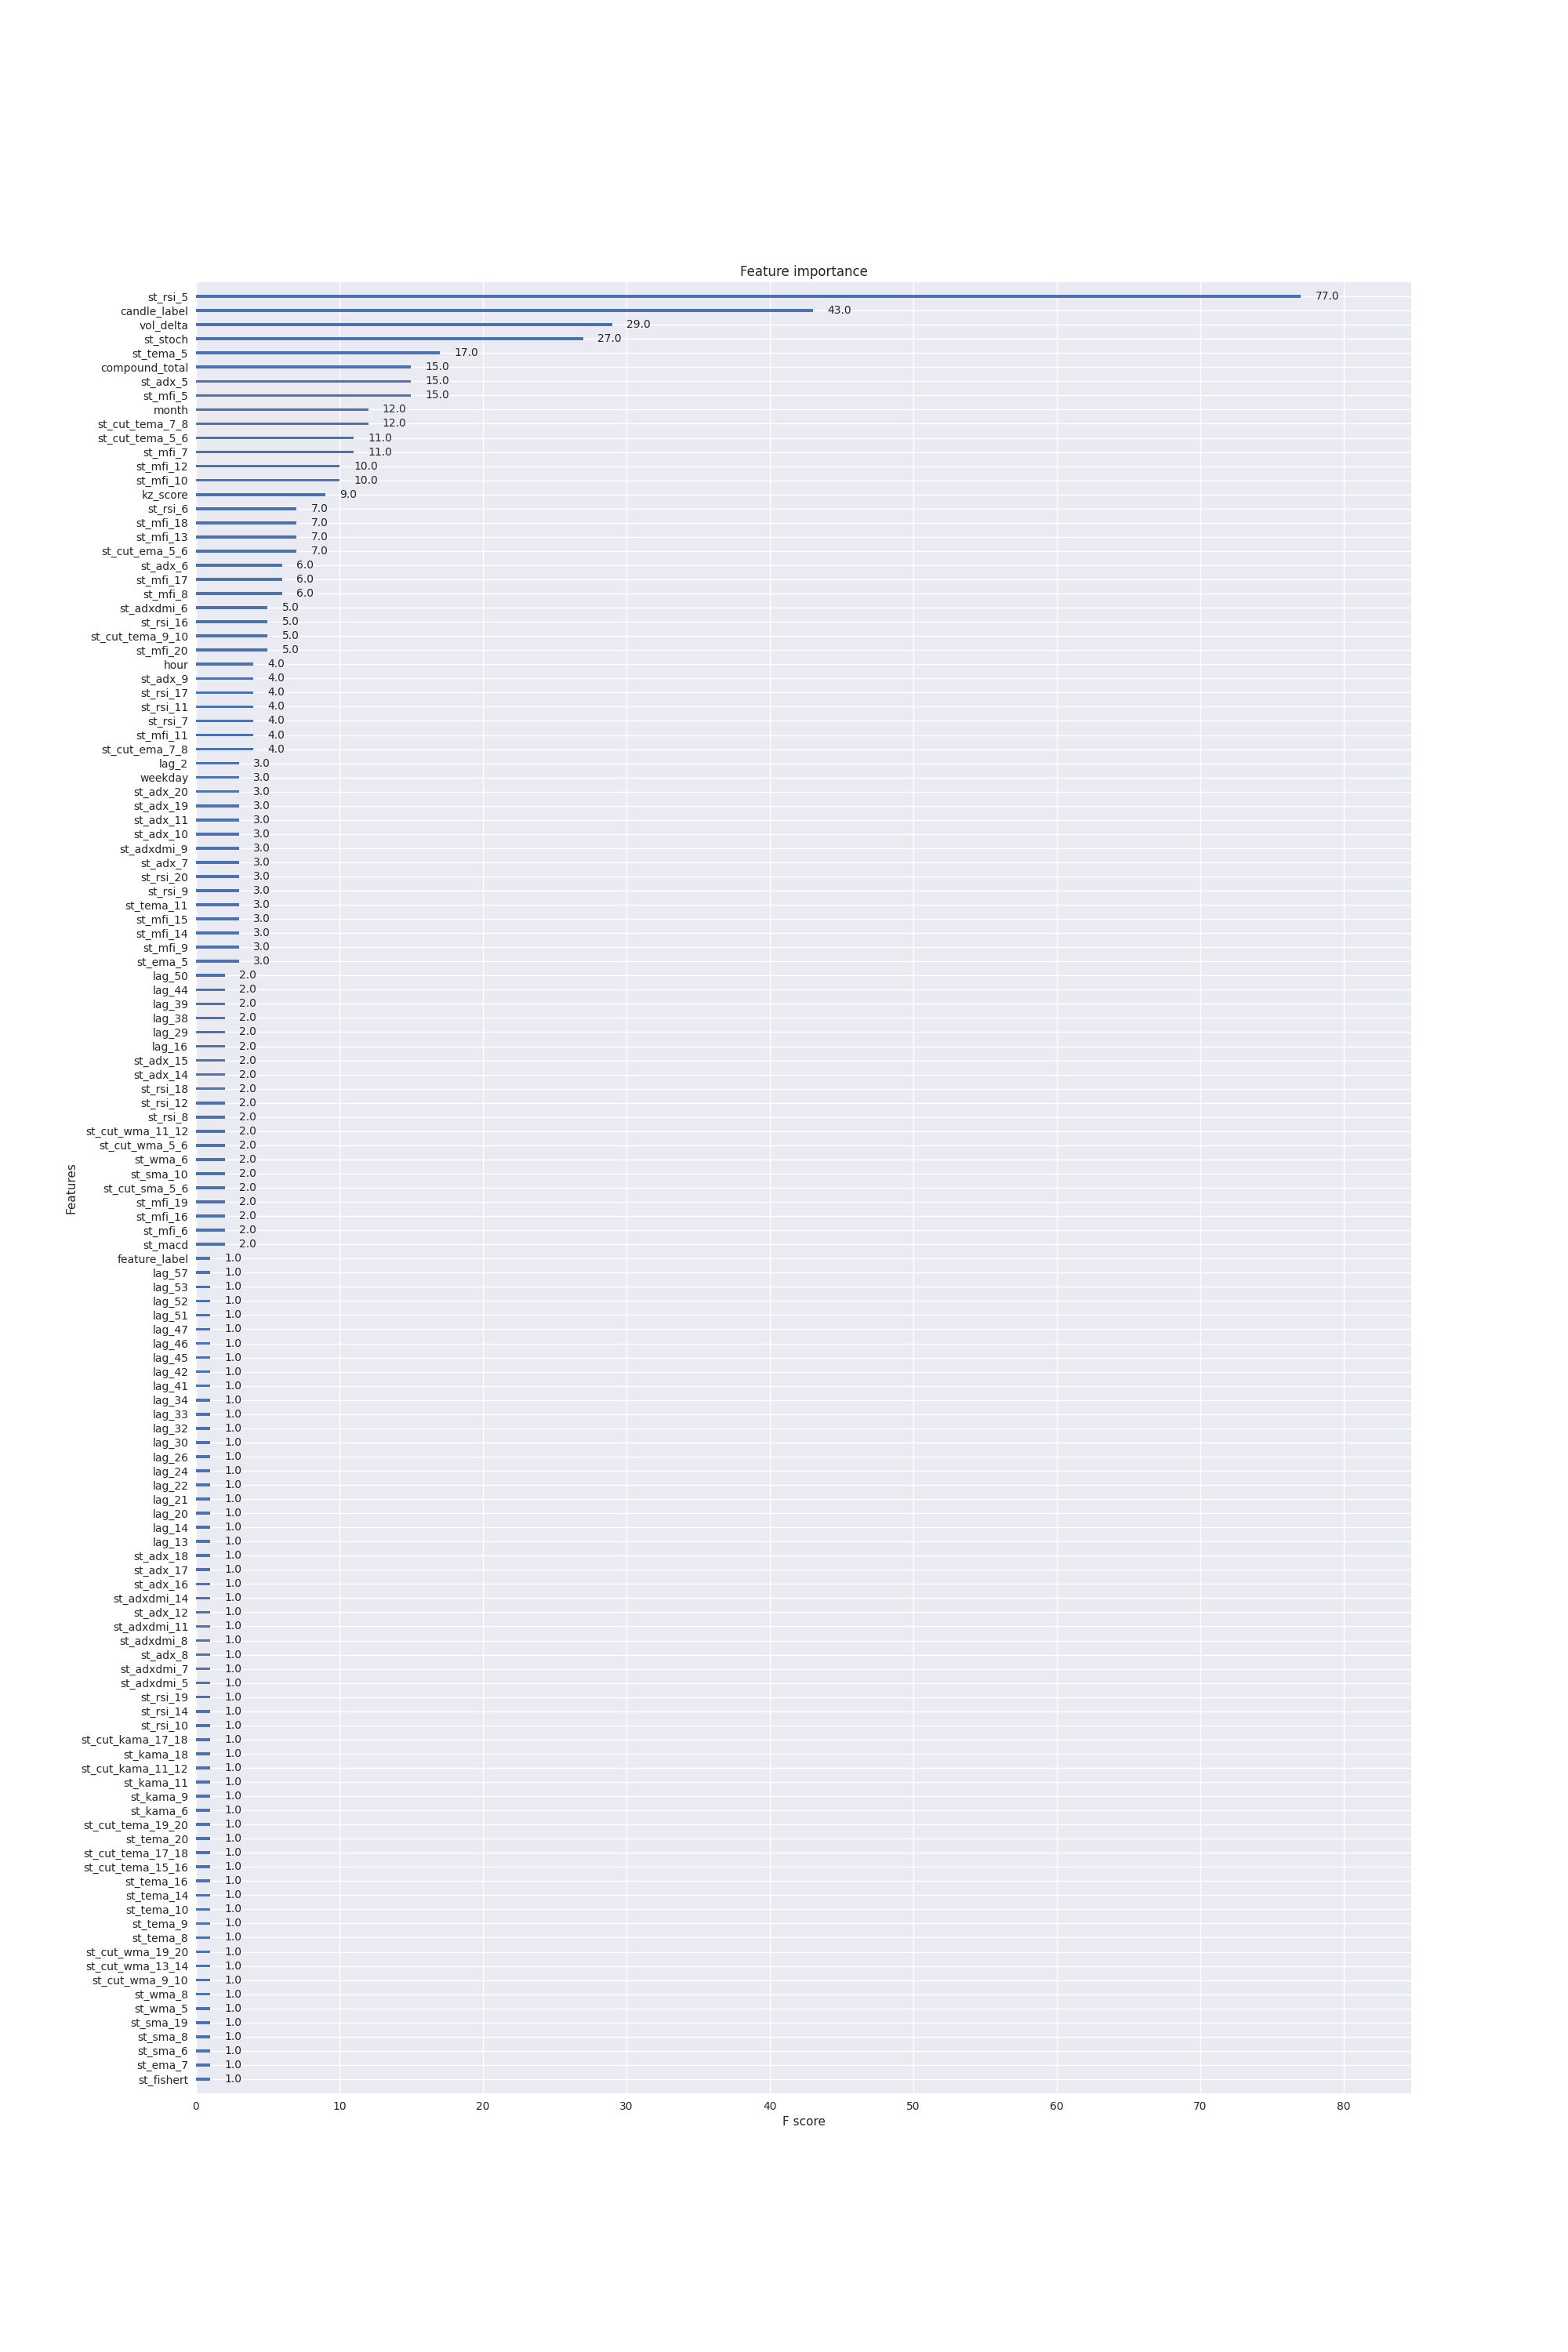 Feature importance
st_rsi_5 77.0
candle_label 43.0
vol_delta 29.0
st_stoch 27.0
st_tema_5 17.0
compound_total 15.0
st_adx_5 15.0
st_mfi_5 15.0
month 12.0
st_cut_tema_7_8 12.0
st_cut_tema_5_6 11.0
st_mfi_7 11.0
st_mfi_12 10.0
st_mfi_10 10.0
kz_score 9.0
st_rsi_6 7.0
st_mfi_18 7.0
st_mfi_13 7.0
st_cut_ema_5_6 7.0
st_adx_6 6.0
st_mfi_17 6.0
st_mfi_8 6.0
st_adxdmi_6 5.0
st_rsi_16 5.0
st_cut_tema_9_10 5.0
st_mfi_20 5.0
hour 4.0
st_adx_9 4.0
st_rsi_17 4.0
st_rsi_11 4.0
st_rsi_7 4.0
st_mfi_11 4.0
st_cut_ema_7_8 4.0
lag_2 3.0
weekday 3.0
st_adx_20 3.0
st_adx_19 3.0
st_adx_11 3.0
st_adx_10 3.0
st_adxdmi_9 3.0
st_adx_7 3.0
st_rsi_20 3.0
st_rsi_9 3.0
st_tema_11 3.0
st_mfi_15 3.0
st_mfi_14 3.0
st_mfi_9 3.0
st_ema_5 3.0
lag_50 2.0
lag_44 2.0
lag_39 2.0
lag_38 2.0
lag_29 2.0
lag_16 2.0
st_adx_15 2.0
st_adx_14 2.0
st_rsi_18 2.0
st_rsi_12 2.0
st_rsi_8 2.0
st_cut_wma_11_12 2.0
st_cut_wma_5_6 2.0
st_wma_6 2.0
st_sma_10 2.0
st_cut_sma_5_6 2.0
st_mfi_19 2.0
st_mfi_16 2.0
st_mfi_6 2.0
st_macd 2.0
feature_label 1.0
lag_57 1.0
lag_53 1.0
lag_52 1.0
lag_51 1.0
lag_47 1.0
lag_46 1.0
lag_45 1.0
lag_42 1.0
lag_41 1.0
lag_34 1.0
lag_33 1.0
lag_32 1.0
lag_30 1.0
lag_26 1.0
lag_24 1.0
lag_22 1.0
lag_21 1.0
lag_20 1.0
lag_14 1.0
lag_13 1.0
st_adx_18 1.0
st_adx_17 1.0
st_adx_16 1.0
st_adxdmi_14 1.0
st_adx_12 1.0
st_adxdmi_11 1.0
st_adxdmi_8 1.0
st_adx_8 1.0
st_adxdmi_7 1.0
st_adxdmi_5 1.0
st_rsi_19 1.0
st_rsi_14 1.0
st_rsi_10 1.0
st_cut_kama_17_18 1.0
st_kama_18 1.0
st_cut_kama_11_12 1.0
st_kama_11 1.0
st_kama_9 1.0
st_kama_6 1.0
st_cut_tema_19_20 1.0
st_tema_20 1.0
st_cut_tema_17_18 1.0
st_cut_tema_15_16 1.0
st_tema_16 1.0
st_tema_14 1.0
st_tema_10 1.0
st_tema_9 1.0
st_tema_8 1.0
st_cut_wma_19_20 1.0
st_cut_wma_13_14 1.0
st_cut_wma_9_10 1.0
st_wma_8 1.0
st_wma_5 1.0
st_sma_19 1.0
st_sma_8 1.0
st_sma_6 1.0
st_ema_7 1.0
st_fishert 1.0
0 10 20 30 40 50 60 70 80
F score
Features